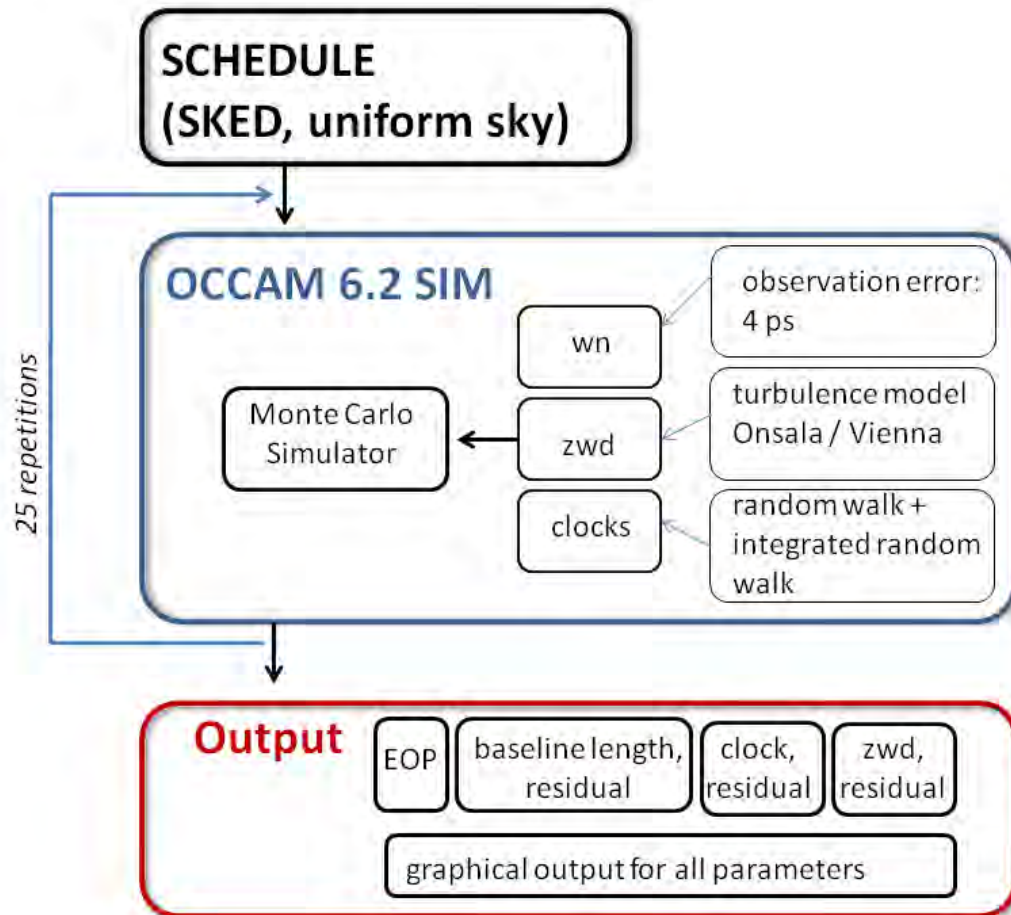 SCHEDULE
(SKED, uniform sky)
OCCAM 6.2 SIM
25 repetitions
Monte Carlo
Simulator
wn
zwd
clocks
observation error:
4 ps
turbulence model
Onsala / Vienna
random walk +
integrated random
walk
Output
EOP
baseline length,
residual
clock,
residual
zwd,
residual
graphical output for all parameters